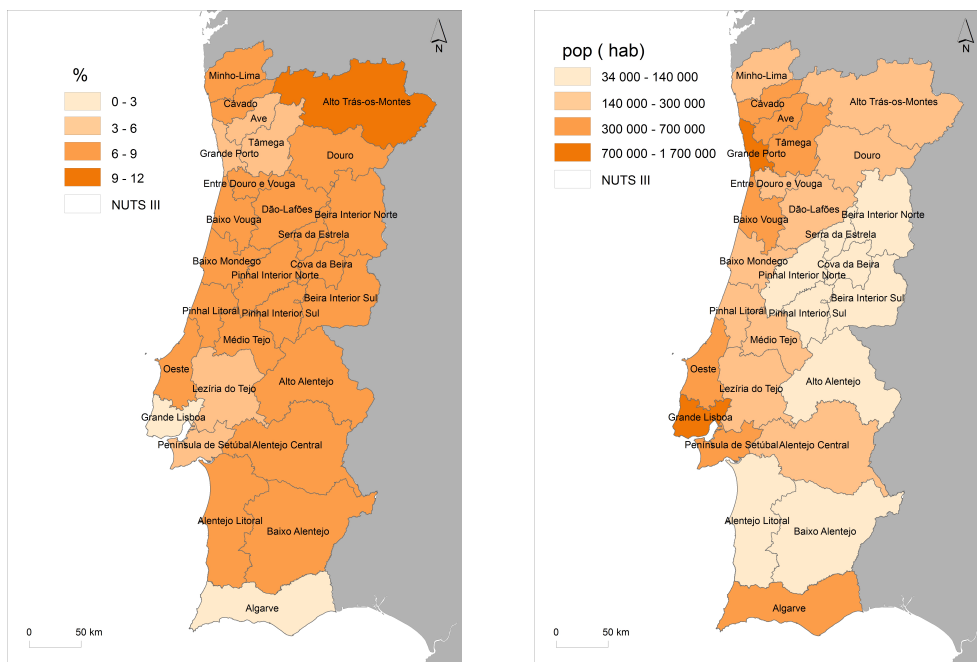 N
%
0 - 3
3 - 6
6 - 9
9 - 12
NUTS III
Minho-Lima
Alto Trás-os-Montes
Cávado
Ave
Tâmega
Grande Porto
Douro
Entre Douro e Vouga
Dão-Lafões
Baixo Vouga
Beira Interior Norte
Serra da Estrela
Baixo Mondego
Cova da Beira
Pinhal Interior Norte
Beira Interior Sul
Pinhal Litoral
Pinhal Interior Sul
Médio Tejo
Oeste
Alto Alentejo
Lezíria do Tejo
Grande Lisboa
Península de Setúbal
Alentejo Central
Alentejo Litoral
Baixo Alentejo
Algarve
0
50 km
N
pop ( hab)
34 000 - 140 000
140 000 - 300 000
300 000 - 700 000
700 000 - 1 700 000
NUTS III
Minho-Lima
Alto Trás-os-Montes
Cávado
Ave
Tâmega
Grande Porto
Douro
Entre Douro e Vouga
Dão-Lafões
Baixo Vouga
Beira Interior Norte
Serra da Estrela
Baixo Mondego
Cova da Beira
Pinhal Interior Norte
Beira Interior Sul
Pinhal Litoral
Pinhal Interior Sul
Médio Tejo
Oeste
Alto Alentejo
Lezíria do Tejo
Grande Lisboa
Península de Setúbal
Alentejo Central
Alentejo Litoral
Baixo Alentejo
Algarve
0
50 km